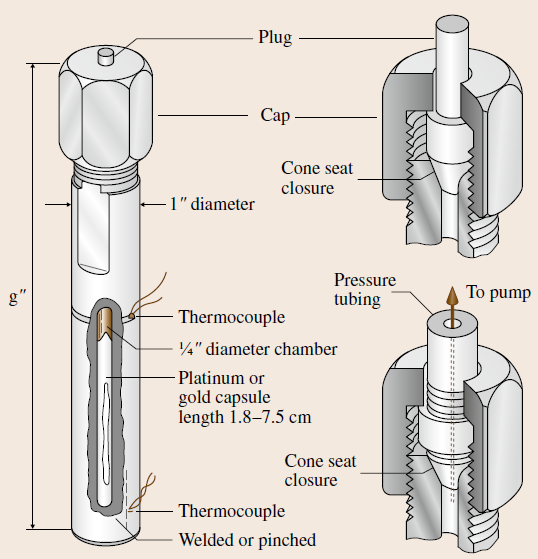 Plug
Cap
Cone seat
closure
1″ diameter
g″
Pressure
tubing
To pump
Thermocouple
¼″ diameter chamber
Platinum or
gold capsule
length 1.8–7.5 cm
Cone seat
closure
Thermocouple
Welded or pinched